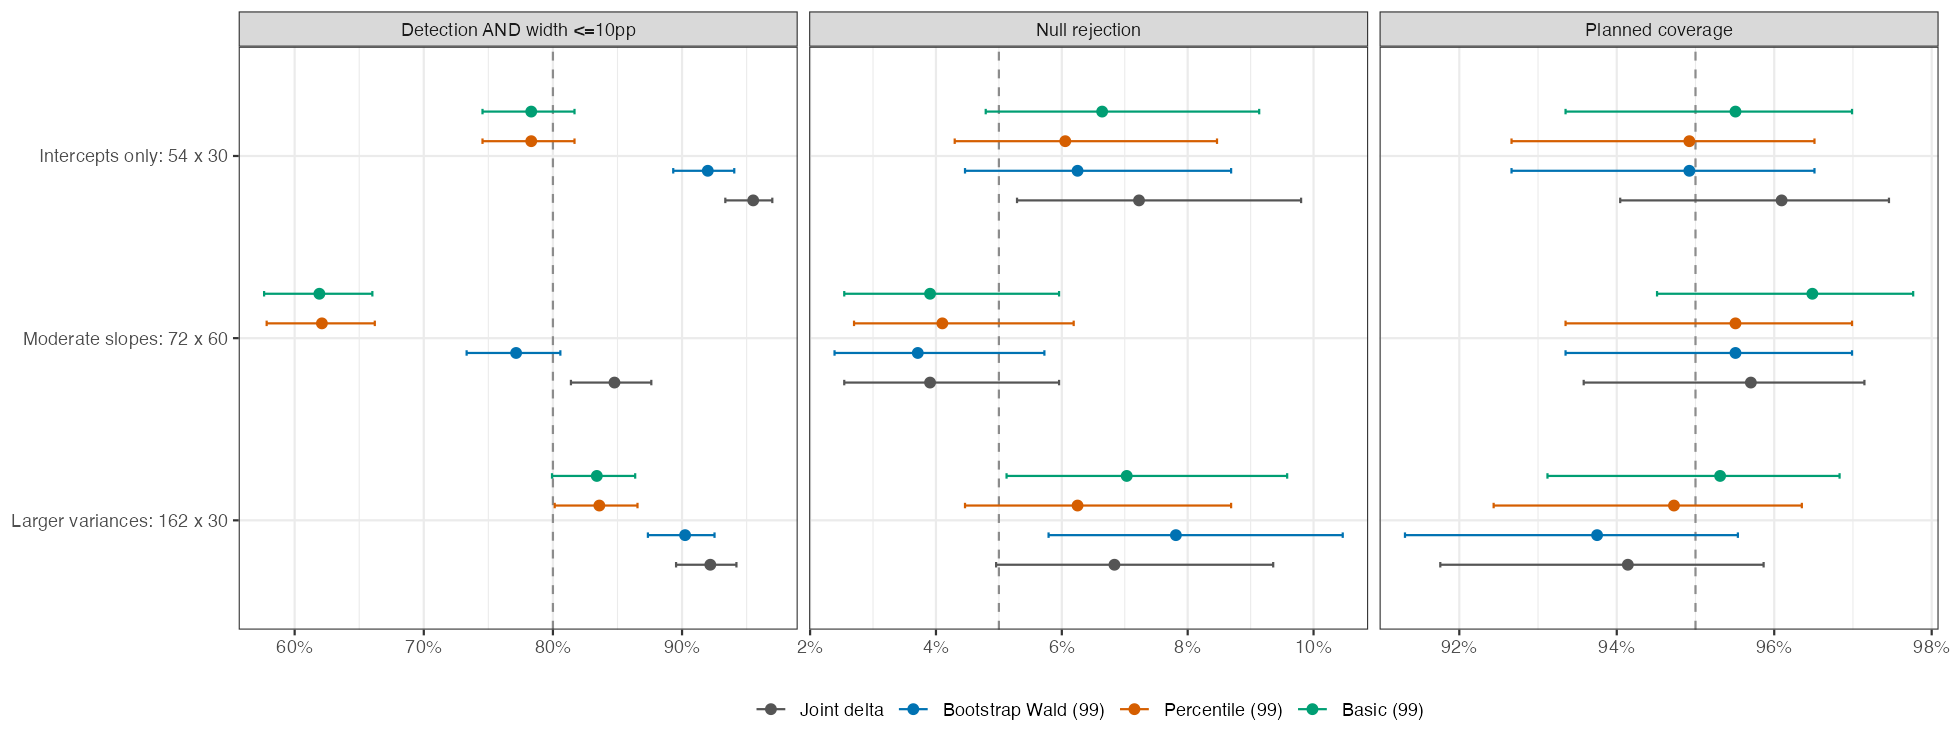 Detection AND width <=10pp
Null rejection
Planned coverage
Intercepts only: 54 x 30
Moderate slopes: 72 x 60
Larger variances: 162 x 30
60% 70% 80% 90%
2% 4% 6% 8% 10%
92% 94% 96% 98%
Joint delta Bootstrap Wald (99) Percentile (99) Basic (99)